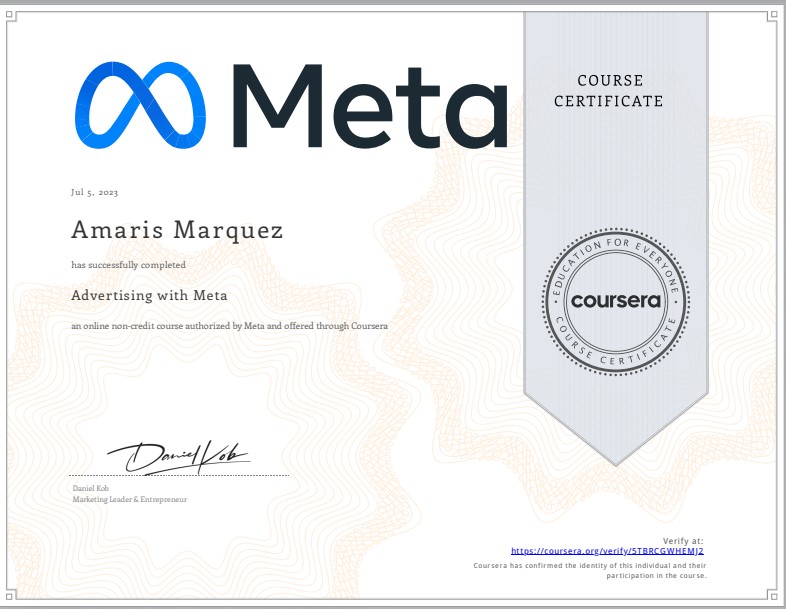 Meta
COURSE
CERTIFICATE
Jul 5, 2023
Amaris Marquez
has successfully completed
Advertising with Meta
an online non-credit course authorized by Meta and offered through Coursera
EDUCATION FOR EVERYONE
coursera
COURSE CERTIFICATE
Daniel Kob
Daniel Kob
Marketing Leader & Entrepreneur
Verify at:
https://coursera.org/verify/5TBRCGWHEMJ2
Coursera has confirmed the identity of this individual and their
participation in the course.